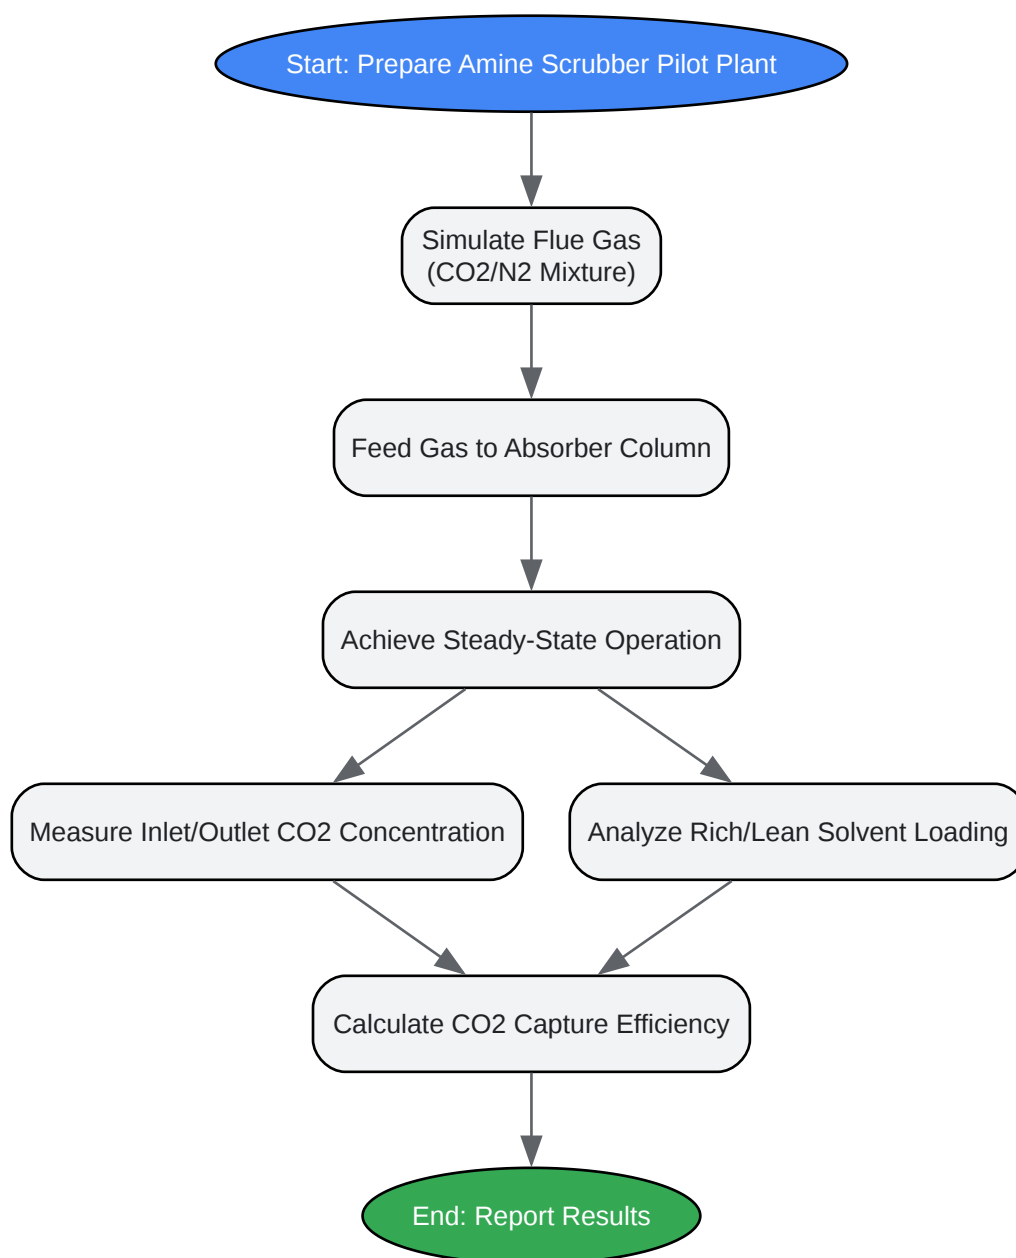 Start: Prepare Amine Scrubber Pilot Plant
Simulate Flue Gas
(CO2/N2 Mixture)
Feed Gas to Absorber Column
Achieve Steady-State Operation
Measure Inlet/Outlet CO2 Concentration
Analyze Rich/Lean Solvent Loading
Calculate CO2 Capture Efficiency
End: Report Results